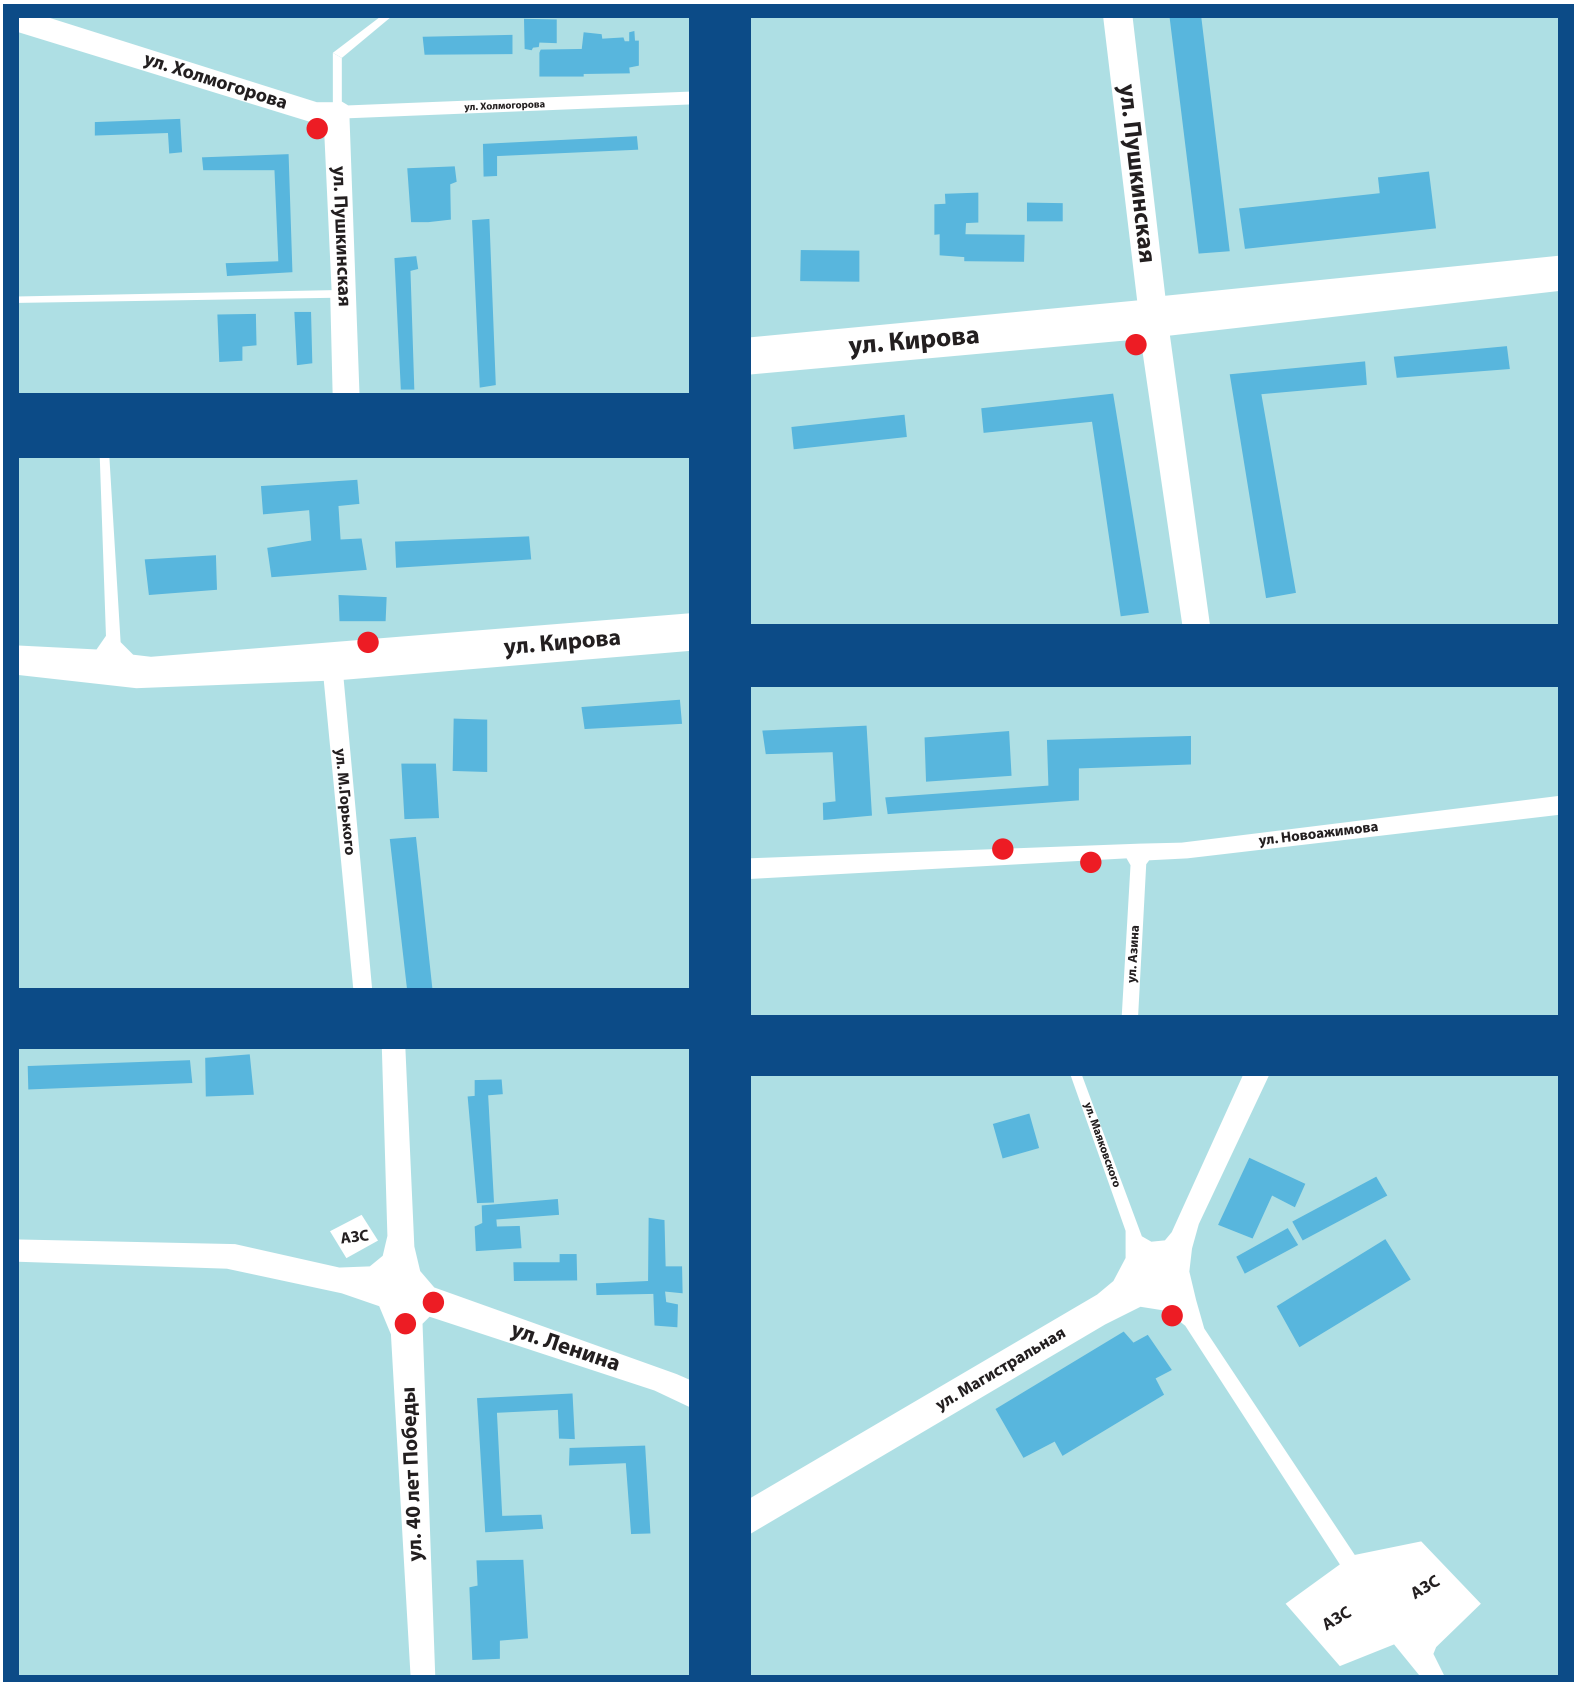 ул. Холмогорова
ул. Холмогорова
ул. Пушкинская
ул. Пушкинская
ул. Кирова
ул. Кирова
ул. М.Горького
ул. Новоажимова
ул. Азина
АЗС
ул. Ленина
ул. 40 лет Победы
ул. Маяковского
ул. Магистральная
АЗС
АЗС